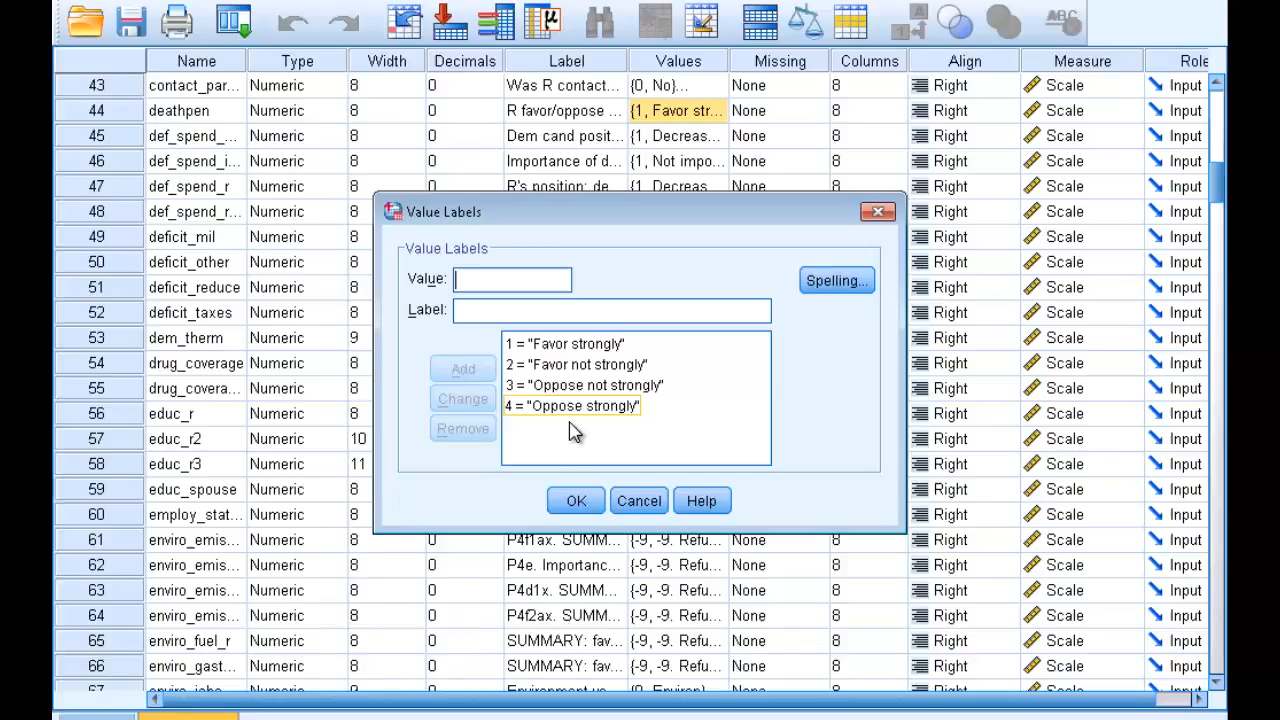 ABC
Name Type Width Decimals Label Values Missing Columns Align Measure Role
43 contact_par... Numeric 8 0 Was R contact... {0, No}... None 8 Right Scale Input
44 deathpen Numeric 8 0 R favor/oppose ... {1, Favor str... None 8 Right Scale Input
45 def_spend_... Numeric 8 0 Dem cand posit... {1, Decreas... None 8 Right Scale Input
46 def_spend_i... Numeric 8 0 Importance of d... {1, Not impo... None 8 Right Scale Input
47 def_spend_r Numeric 8 0 R's position: de... {1, Decreas... None 8 Right Scale Input
48 def_spend_r... Numeric 8 Right Scale Input
49 deficit_mil Numeric 8 Right Scale Input
50 deficit_other Numeric 8 Right Scale Input
51 deficit_reduce Numeric 8 Right Scale Input
52 deficit_taxes Numeric 8 Right Scale Input
53 dem_therm Numeric 8 Right Scale Input
54 drug_coverage Numeric 8 Right Scale Input
55 drug_covera... Numeric 8 Right Scale Input
56 educ_r Numeric 8 Right Scale Input
57 educ_r2 Numeric 10 Right Scale Input
58 educ_r3 Numeric 11 Right Scale Input
59 educ_spouse Numeric 8 Right Scale Input
60 employ_stat... Numeric 8 Right Scale Input
61 enviro_emis... Numeric 8 0 P4f1ax. SUMM... {-9, -9. Refu... None 8 Right Scale Input
62 enviro_emis... Numeric 8 0 P4e. Importanc... {-9, -9. Refu... None 8 Right Scale Input
63 enviro_emis... Numeric 8 0 P4d1x. SUMM... {-9, -9. Refu... None 8 Right Scale Input
64 enviro_emis... Numeric 8 0 P4f2ax. SUMM... {-9, -9. Refu... None 8 Right Scale Input
65 enviro_fuel_r Numeric 8 0 SUMMARY: fav... {-9, -9. Refu... None 8 Right Scale Input
66 enviro_gast... Numeric 8 0 SUMMARY: fav... {-9, -9. Refu... None 8 Right Scale Input
Value Labels
Value Labels
Value:
Spelling...
Label:
1 = "Favor strongly"
2 = "Favor not strongly"
3 = "Oppose not strongly"
4 = "Oppose strongly"
Add
Change
Remove
OK Cancel Help